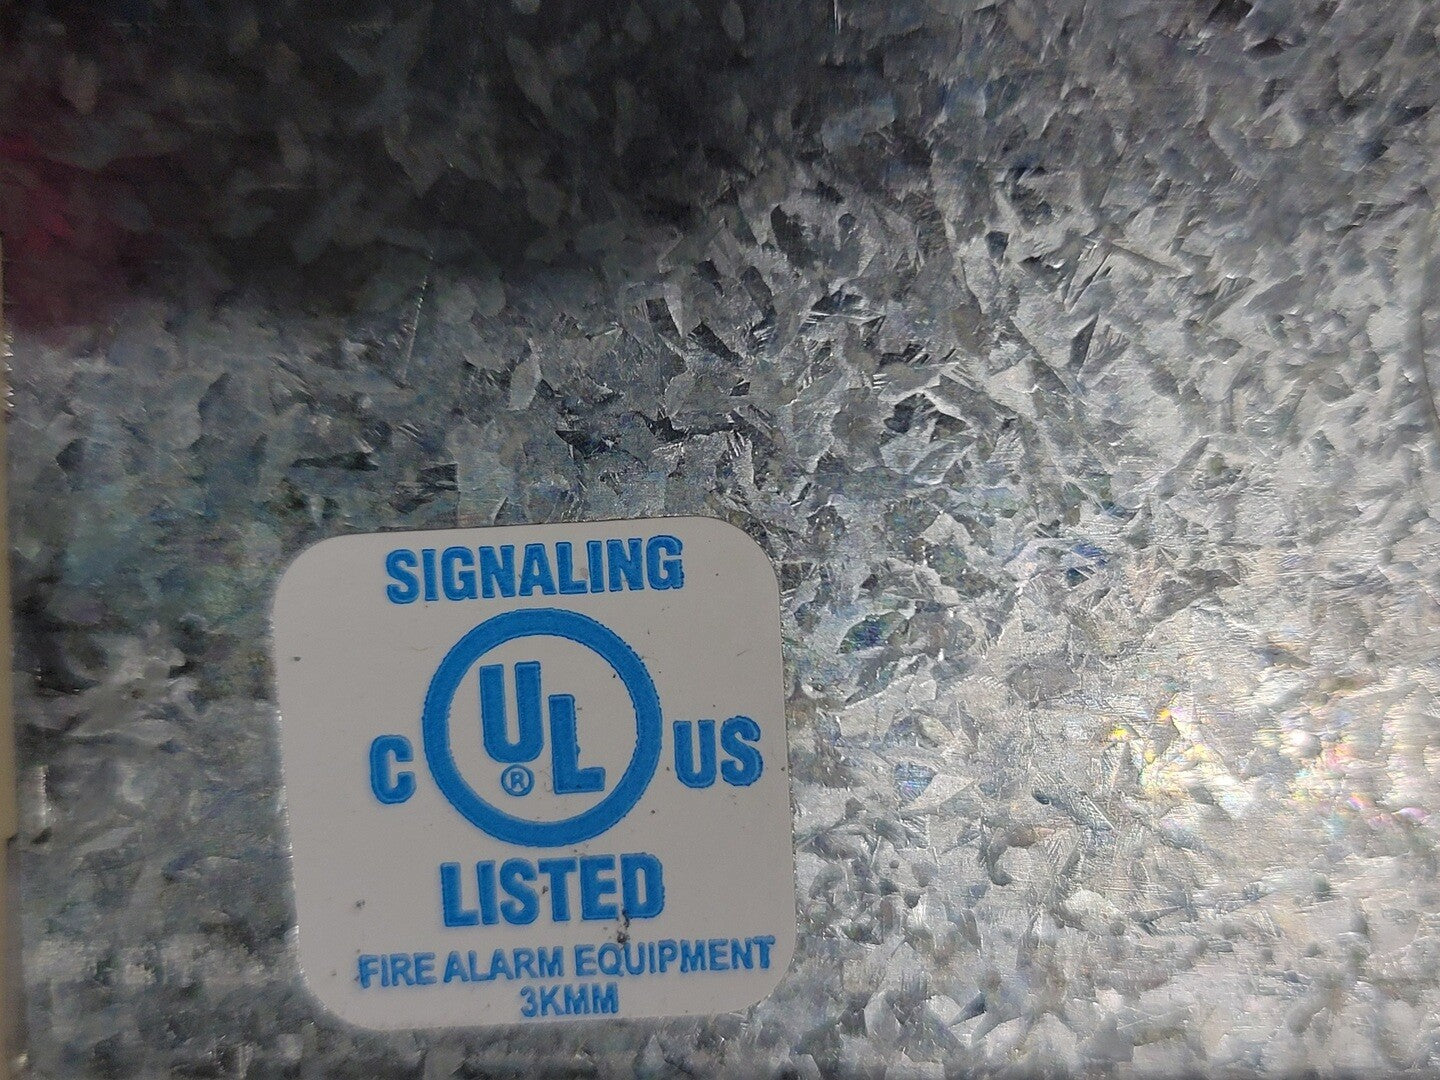 SIGNALING
C UL® US
LISTED
FIRE ALARM EQUIPMENT
3KMM